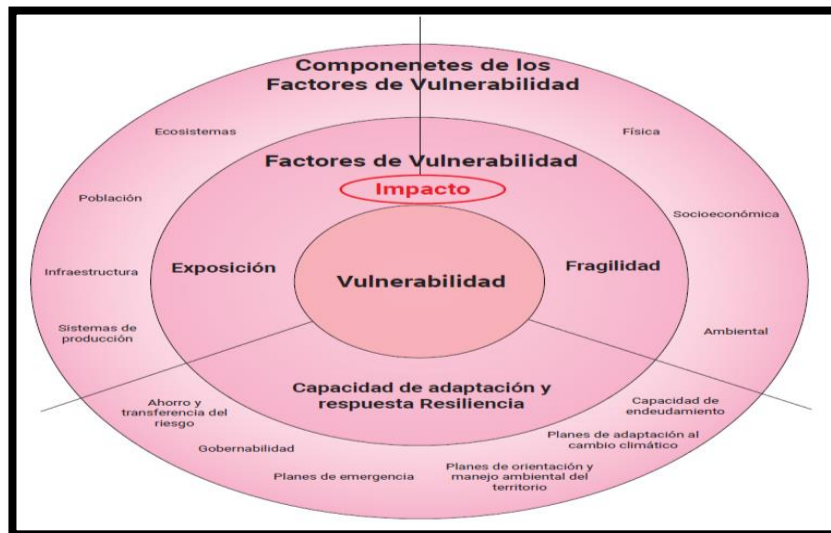 Componenetes de los
Factores de Vulnerabilidad
Ecosistemas
Física
Factores de Vulnerabilidad
Impacto
Población
Socioeconómica
Exposición
Fragilidad
Infraestructura
Vulnerabilidad
Sistemas de
producción
Ambiental
Capacidad de adaptación y
respuesta Resiliencia
Ahorro y
transferencia del
riesgo
Capacidad de
endeudamiento
Gobernabilidad
Planes de adaptación al
cambio climático
Planes de emergencia
Planes de orientación y
manejo ambiental del
territorio